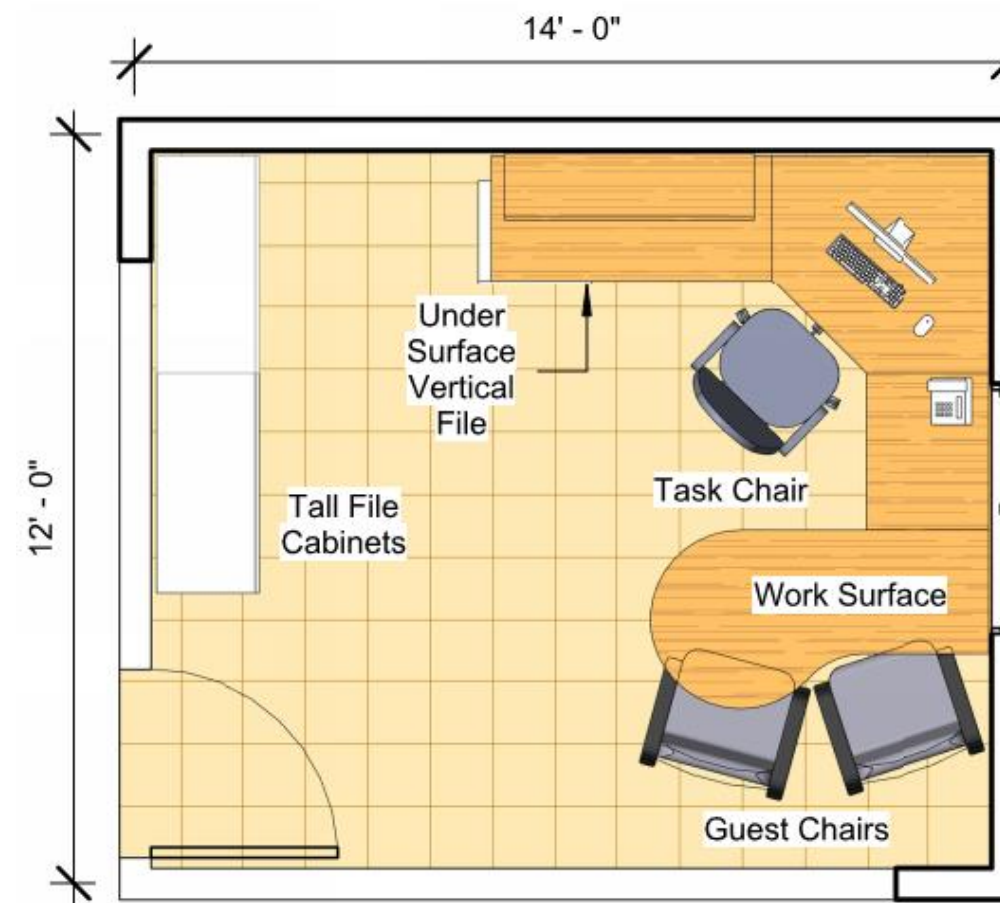 14' - 0"
12' - 0"
Under
Surface
Vertical
File
Task Chair
Tall File
Cabinets
Work Surface
Guest Chairs